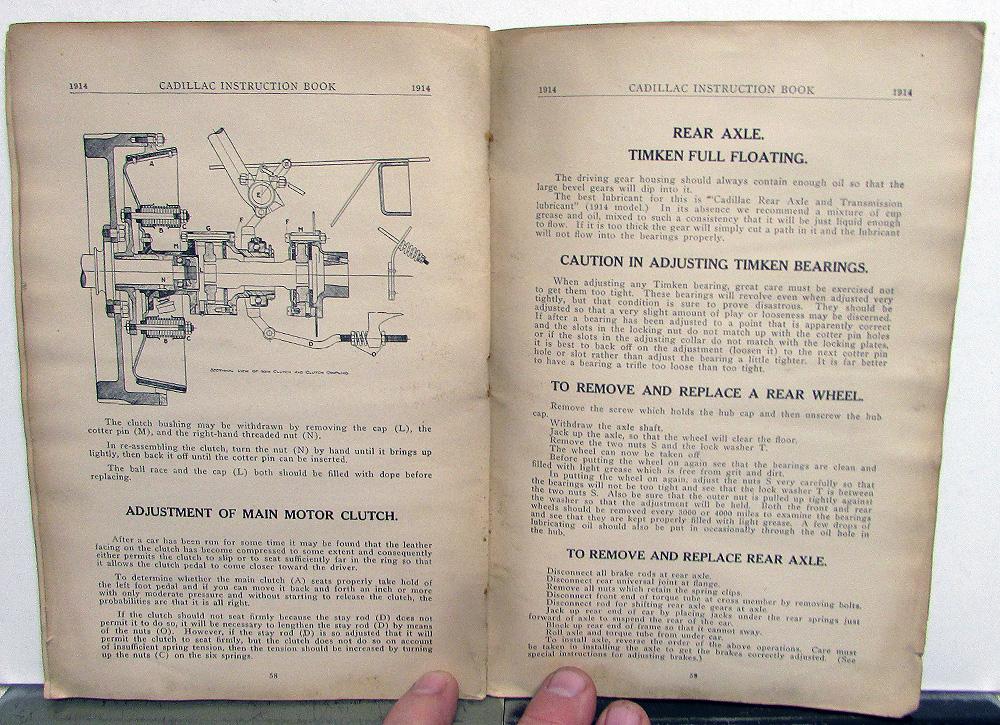 1914 CADILLAC INSTRUCTION BOOK 1914
A
B
C
E
F
G
F
H
M
L
N
B
C
D
SECTIONAL VIEW OF MAIN CLUTCH AND CLUTCH COUPLING.
The clutch bushing may be withdrawn by removing the cap (L), the
cotter pin (M), and the right-hand threaded nut (N).
In re-assembling the clutch, turn the nut (N) by hand until it brings up
lightly, then back it off until the cotter pin can be inserted.
The ball race and the cap (L) both should be filled with dope before
replacing.
ADJUSTMENT OF MAIN MOTOR CLUTCH.
After a car has been run for some time it may be found that the leather
facing on the clutch has become compressed to some extent and consequently
either permits the clutch to slip or to seat sufficiently far in the ring so that
it allows the clutch pedal to come closer toward the driver.
To determine whether the main clutch (A) seats properly take hold of
the left foot pedal and if you can move it back and forth an inch or more
with only moderate pressure and without starting to release the clutch, the
probabilities are that it is all right.
If the clutch should not seat firmly because the stay rod (D) does not
permit it to do so, it will be necessary to lengthen the stay rod (D) by means
of the nuts (O). However, if the stay rod (D) is so adjusted that it will
permit the clutch to seat firmly, but the clutch does not do so on account
of insufficient spring tension, then the tension should be increased by turning
up the nuts (C) on the six springs.
58
1914 CADILLAC INSTRUCTION BOOK 1914
REAR AXLE.
TIMKEN FULL FLOATING.
The driving gear housing should always contain enough oil so that the
large bevel gears will dip into it.
The best lubricant for this is "Cadillac Rear Axle and Transmission
lubricant" (1914 model.) In its absence we recommend a mixture of cup
grease and oil, mixed to such a consistency that it will be just liquid enough
to flow. If it is too thick the gear will simply cut a path in it and the lubricant
will not flow into the bearings properly.
CAUTION IN ADJUSTING TIMKEN BEARINGS.
When adjusting any Timken bearing, great care must be exercised not
to get them too tight. These bearings will revolve even when adjusted very
tightly, but that condition is sure to prove disastrous. They should be
adjusted so that a very slight amount of play or looseness may be discerned.
If after a bearing has been adjusted to a point that is apparently correct
and the slots in the locking nut do not match up with the cotter pin holes
or if the slots in the adjusting collar do not match with the locking plates,
it is best to back off on the adjustment (loosen it) to the next cotter pin
hole or slot rather than adjust the bearing a little tighter. It is far better
to have a bearing a trifle too loose than too tight.
TO REMOVE AND REPLACE A REAR WHEEL.
Remove the screw which holds the hub cap and then unscrew the hub
cap.
Withdraw the axle shaft.
Jack up the axle, so that the wheel will clear the floor.
Remove the two nuts S and the lock washer T.
The wheel can now be taken off
Before putting the wheel on again see that the bearings are clean and
filled with light grease which is free from grit and dirt.
In putting the wheel on again, adjust the nuts S very carefully so that
the bearings will not be too tight and see that the lock washer T is between
the two nuts S. Also be sure that the outer nut is pulled up tightly against
the washer so that the adjustment will be held. Both the front and rear
wheels should be removed every 3000 or 4000 miles to examine the bearings
and see that they are kept properly filled with light grease. A few drops of
lubricating oil should also be put in occasionally through the oil hole in
the hub.
TO REMOVE AND REPLACE REAR AXLE.
Disconnect all brake rods at rear axle.
Disconnect rear universal joint at flange.
Remove all nuts which retain the spring clips.
Disconnect front end of torque tube at cross member by removing bolts.
Disconnect rod for shifting rear axle gears at axle.
Jack up rear end of car by placing jacks under the rear springs just
forward of axle to suspend the rear of the car.
Block up rear end of frame so that it cannot sway.
Roll axle and torque tube from under car.
To install axle, reverse the order of the above operations. Care must
be taken in installing the axle to get the brakes correctly adjusted. (See
special instructions for adjusting brakes.)
58